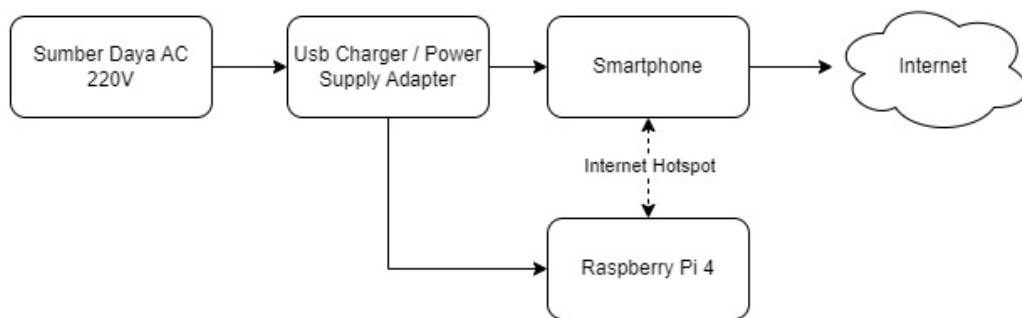 Sumber Daya AC
220V
Usb Charger / Power
Supply Adapter
Smartphone
Internet
Internet Hotspot
Raspberry Pi 4